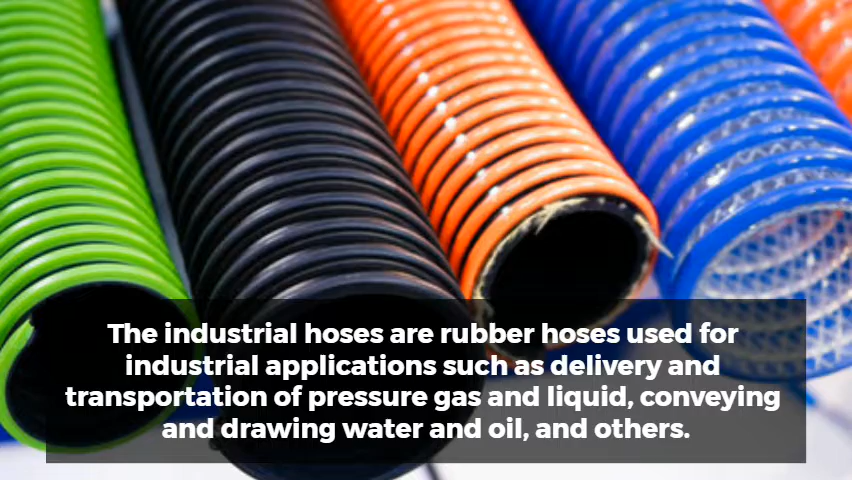 The industrial hoses are rubber hoses used for
industrial applications such as delivery and
transportation of pressure gas and liquid, conveying
and drawing water and oil, and others.